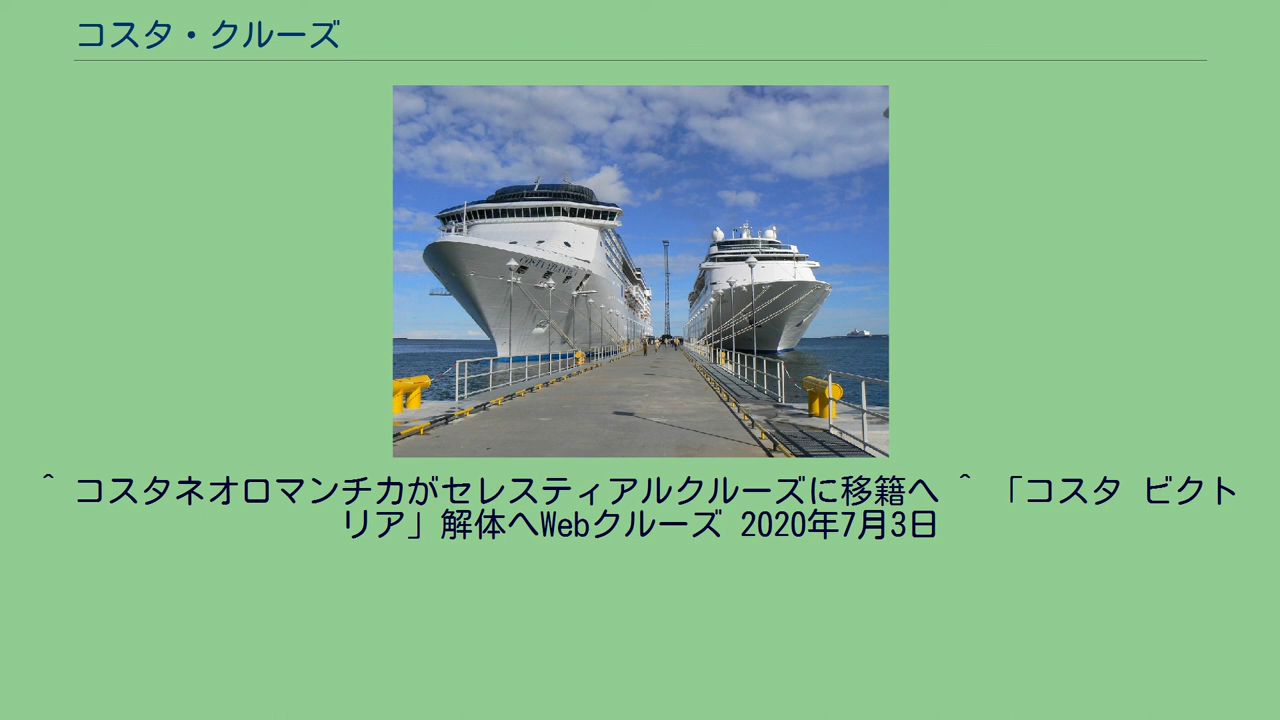 コスタ・クルーズ
^ コスタネオロマンチカがセレスティアルクルーズに移籍へ ^ 「コスタ ビクト
リア」解体へWebクルーズ 2020年7月3日